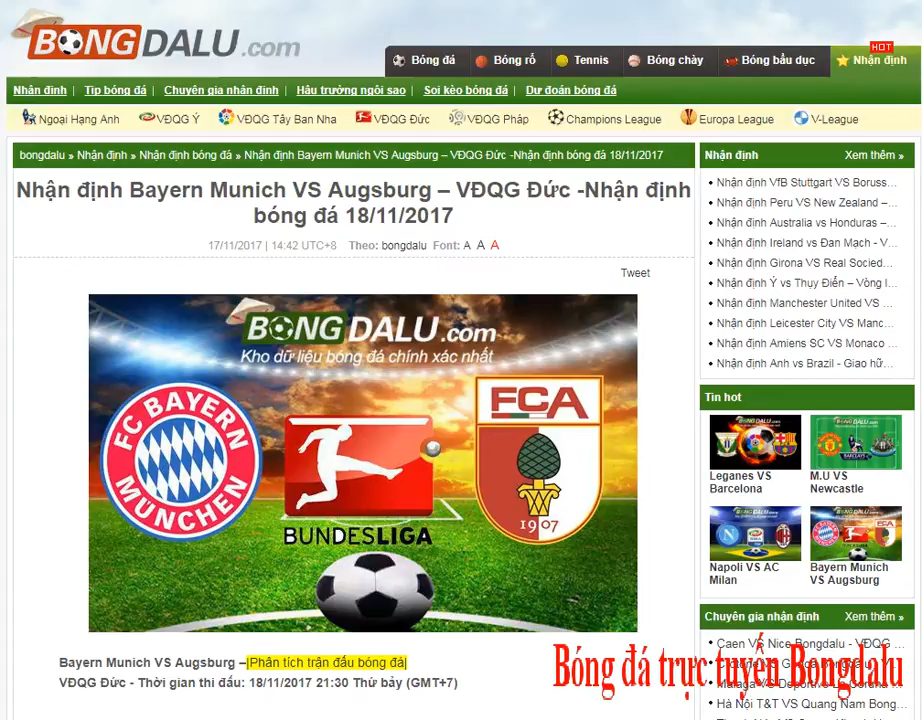 BONGDALU.com
Bóng đá
Bóng rổ
Tennis
Bóng chày
Bóng bầu dục
HOT
Nhận định
Nhận định | Tip bóng đá | Chuyên gia nhận định | Hậu trường ngôi sao | Soi kèo bóng đá | Dự đoán bóng đá
Ngoại Hạng Anh VĐQG Ý VĐQG Tây Ban Nha VĐQG Đức VĐQG Pháp Champions League Europa League V-League
bongdalu » Nhận định » Nhận định bóng đá » Nhận định Bayern Munich VS Augsburg – VĐQG Đức -Nhận định bóng đá 18/11/2017
Nhận định Bayern Munich VS Augsburg – VĐQG Đức -Nhận định
bóng đá 18/11/2017
17/11/2017 | 14:42 UTC+8 Theo: bongdalu Font: A A A
Tweet
BONGDALU.com
Kho dữ liệu bóng đá chính xác nhất
FC BAYERN
MÜNCHEN
BUNDESLIGA
FCA
1907
Bayern Munich VS Augsburg –|Phân tích trận đấu bóng đá|
VĐQG Đức - Thời gian thi đấu: 18/11/2017 21:30 Thứ bảy (GMT+7)
Nhận định Xem thêm »
Nhận định VfB Stuttgart VS Boruss...
Nhận định Peru VS New Zealand –...
Nhận định Australia vs Honduras –...
Nhận định Ireland vs Đan Mạch - V...
Nhận định Girona VS Real Socied...
Nhận định Ý vs Thụy Điển – Vòng l...
Nhận định Manchester United VS ...
Nhận định Leicester City VS Manc...
Nhận định Amiens SC VS Monaco ...
Nhận định Anh vs Brazil - Giao hữ...
Tin hot
Leganes VS
Barcelona
M.U VS
Newcastle
Napoli VS AC
Milan
Bayern Munich
VS Augsburg
Chuyên gia nhận định Xem thêm »
Caen VS Nice Bongdalu - VĐQG ...
Bóng đá trực tuyến Bongdalu
Malaga VS Deportivo La Coruna ...
Hà Nội T&T VS Quang Nam Bong...